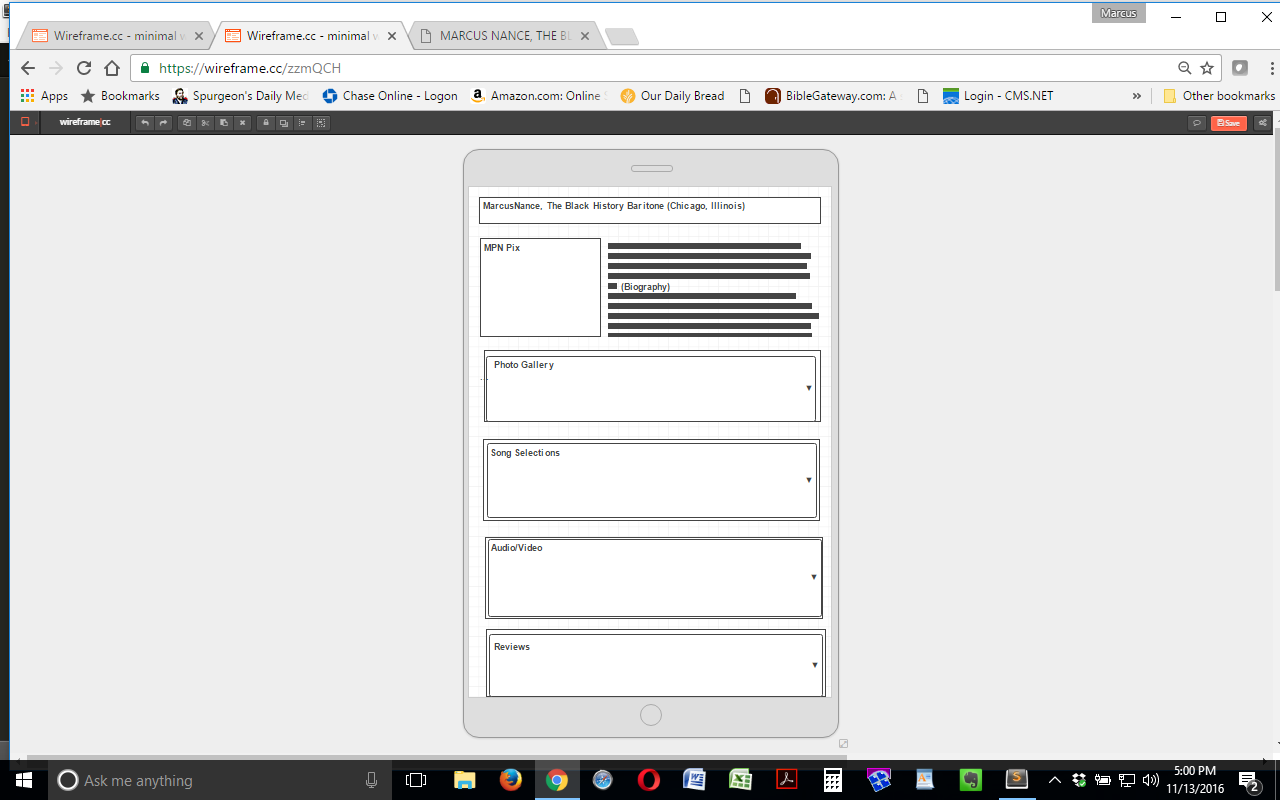 Marcus
Wireframe.cc - minimal w
Wireframe.cc - minimal w
MARCUS NANCE, THE BL
https://wireframe.cc/zzmQCH
Apps
Bookmarks
Spurgeon's Daily Med
Chase Online - Logon
Amazon.com: Online S
Our Daily Bread
BibleGateway.com: A
Login - CMS.NET
»
Other bookmarks
wireframe|cc
Save
MarcusNance, The Black History Baritone (Chicago, Illinois)
MPN Pix
(Biography)
Photo Gallery
...
Song Selections
Audio/Video
Reviews
Ask me anything
5:00 PM
11/13/2016
2